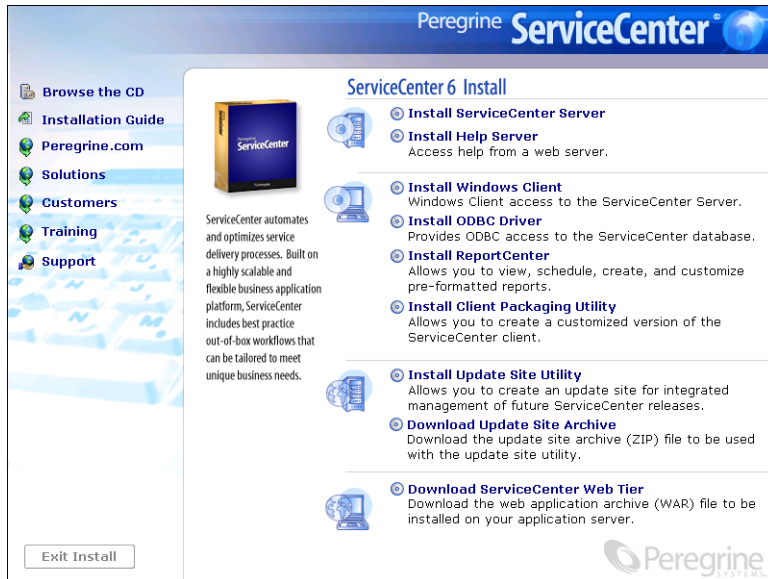 Peregrine ServiceCenter
Browse the CD
Installation Guide
Peregrine.com
Solutions
Customers
Training
Support
Exit Install
ServiceCenter
ServiceCenter automates
and optimizes service
delivery processes. Built on
a highly scalable and
flexible business application
platform, ServiceCenter
includes best practice
out-of-box workflows that
can be tailored to meet
unique business needs.
ServiceCenter 6 Install
Install ServiceCenter Server
Install Help Server
Access help from a web server.
Install Windows Client
Windows Client access to the ServiceCenter Server.
Install ODBC Driver
Provides ODBC access to the ServiceCenter database.
Install ReportCenter
Allows you to view, schedule, create, and customize
pre-formatted reports.
Install Client Packaging Utility
Allows you to create a customized version of the
ServiceCenter client.
Install Update Site Utility
Allows you to create an update site for integrated
management of future ServiceCenter releases.
Download Update Site Archive
Download the update site archive (ZIP) file to be used
with the update site utility.
Download ServiceCenter Web Tier
Download the web application archive (WAR) file to be
installed on your application server.
Peregrine
SYSTEMS